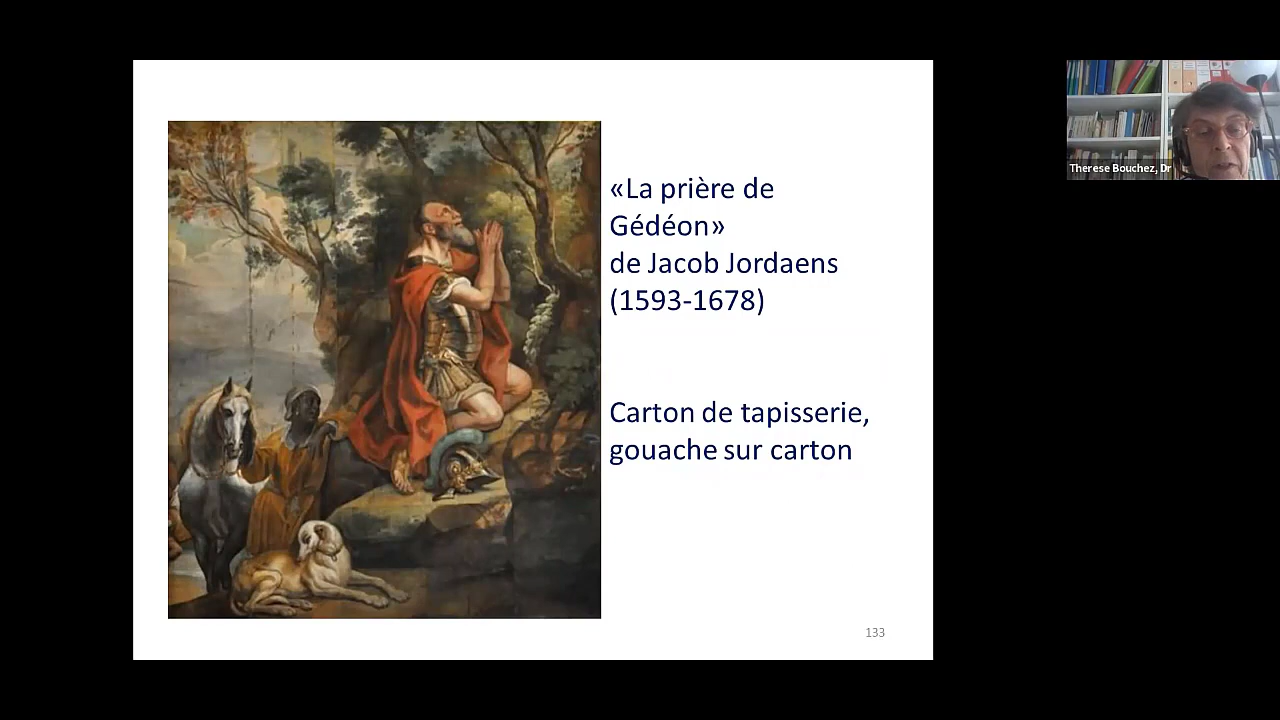 «La prière de
Gédéon»
de Jacob Jordaens
(1593-1678)
Carton de tapisserie,
gouache sur carton
133
Therese Bouchez, Dr